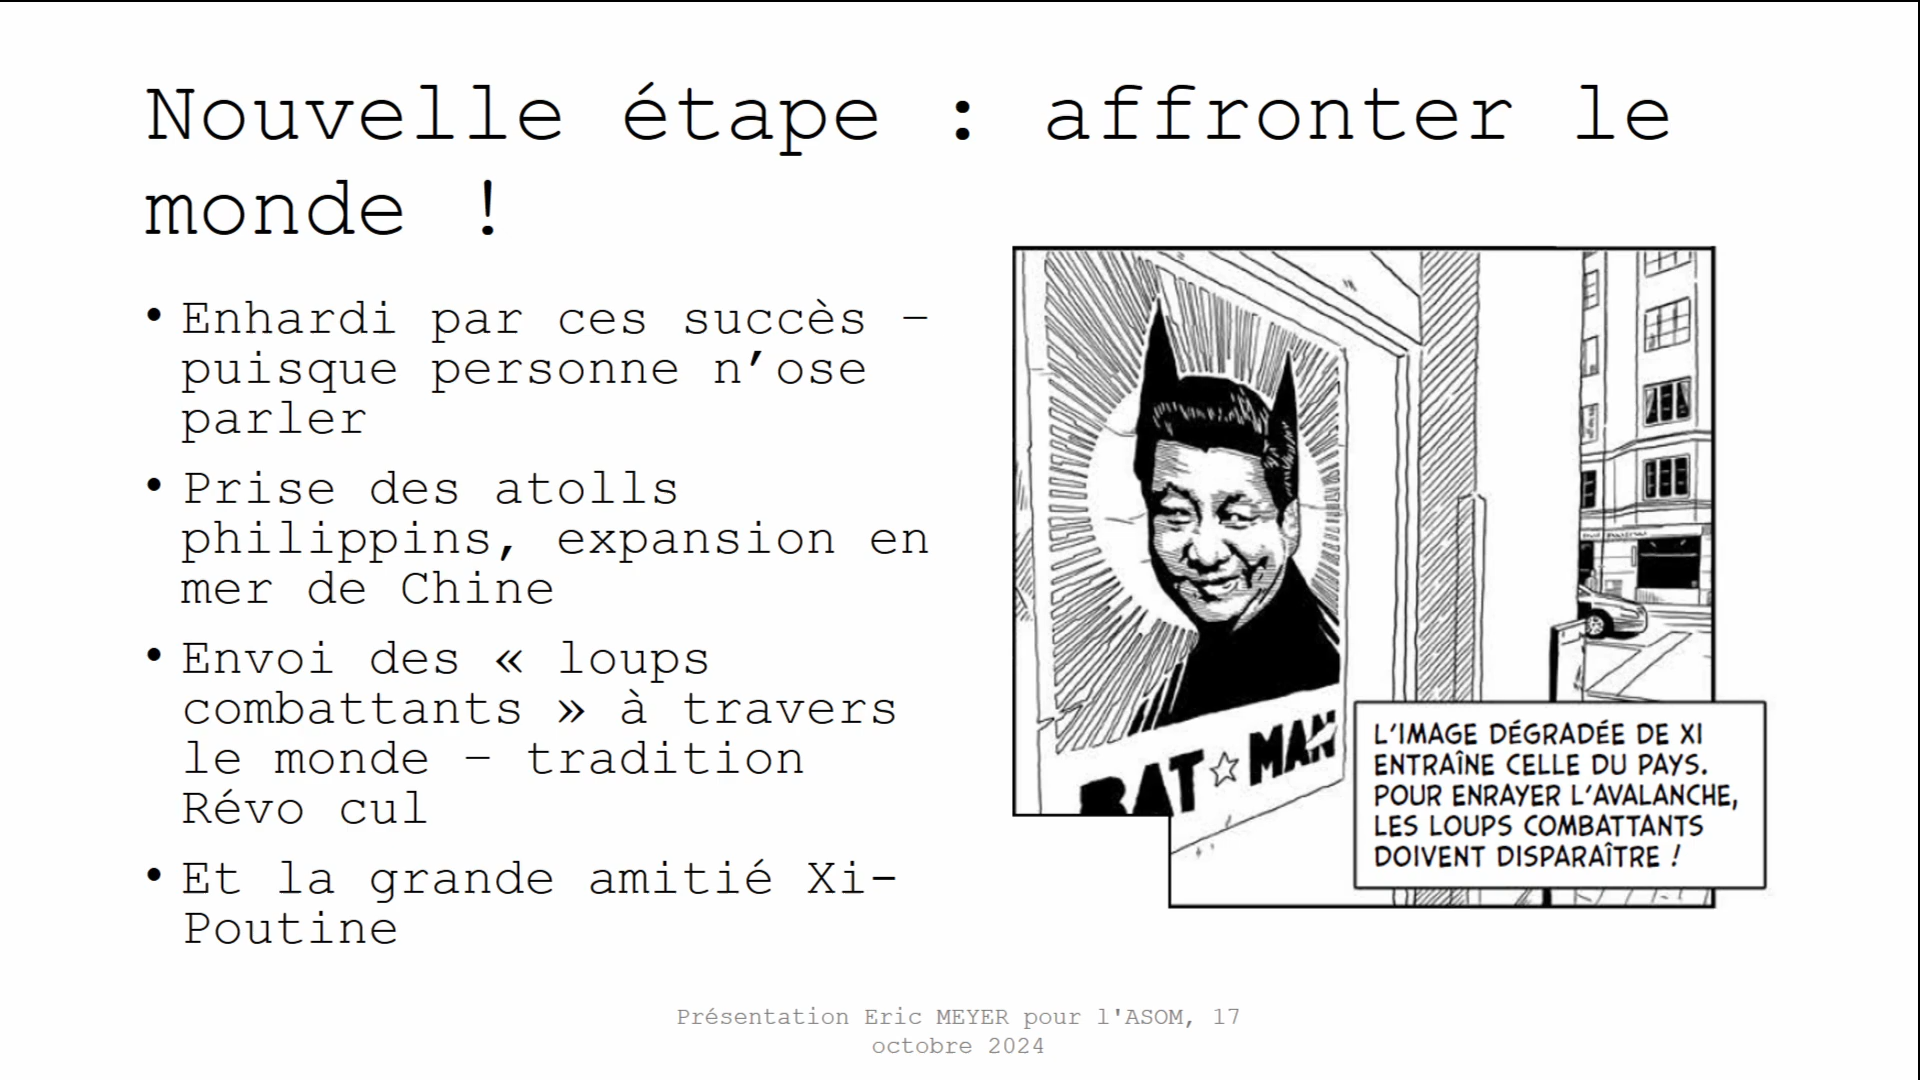 Nouvelle étape : affronter le
monde !
• Enhardi par ces succès –
puisque personne n’ose
parler
• Prise des atolls
philippins, expansion en
mer de Chine
• Envoi des « loups
combattants » à travers
le monde – tradition
Révo cul
• Et la grande amitié Xi-
Poutine
BAT☆MAN
L'IMAGE DÉGRADÉE DE XI
ENTRAÎNE CELLE DU PAYS.
POUR ENRAYER L'AVALANCHE,
LES LOUPS COMBATTANTS
DOIVENT DISPARAÎTRE !
Présentation Eric MEYER pour l'ASOM, 17
octobre 2024